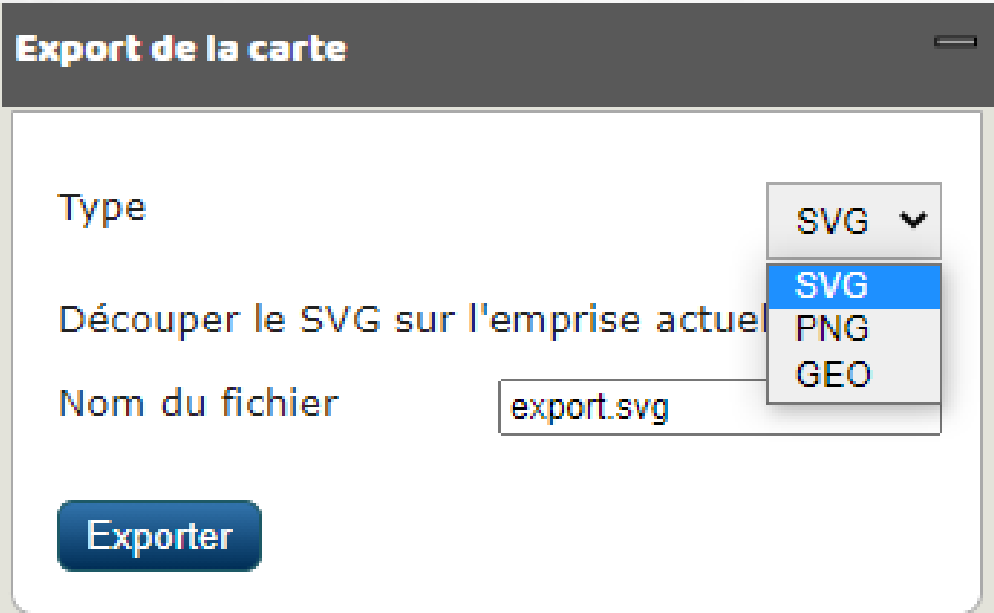 Export de la carte
Type
SVG
SVG
PNG
GEO
Découper le SVG sur l'emprise actuel
Nom du fichier
export.svg
Exporter